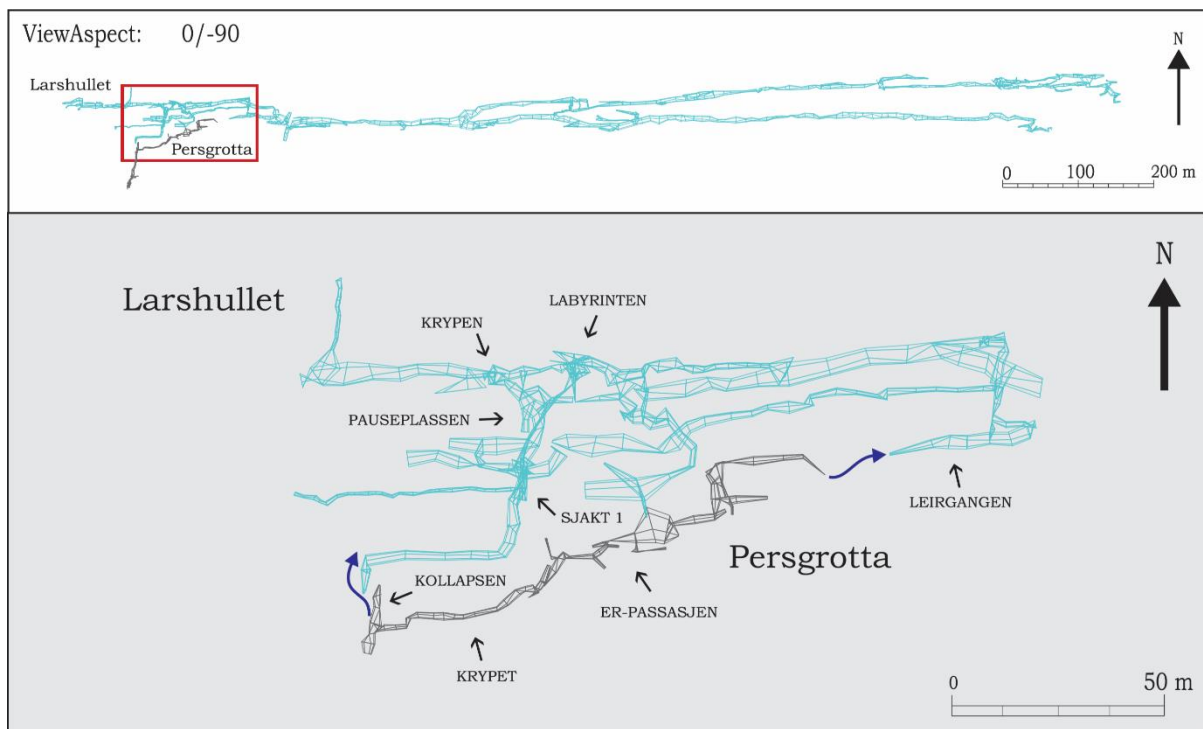 ViewAspect: 0/-90
N
Larshullet
Persgrotta
0 100 200 m
Larshullet
LABYRINTEN
N
KRYPEN
PAUSEPLASSEN
LEIRGANGEN
SJAKT 1
Persgrotta
KOLLAPSEN
ER-PASSASJEN
KRYPET
0 50 m